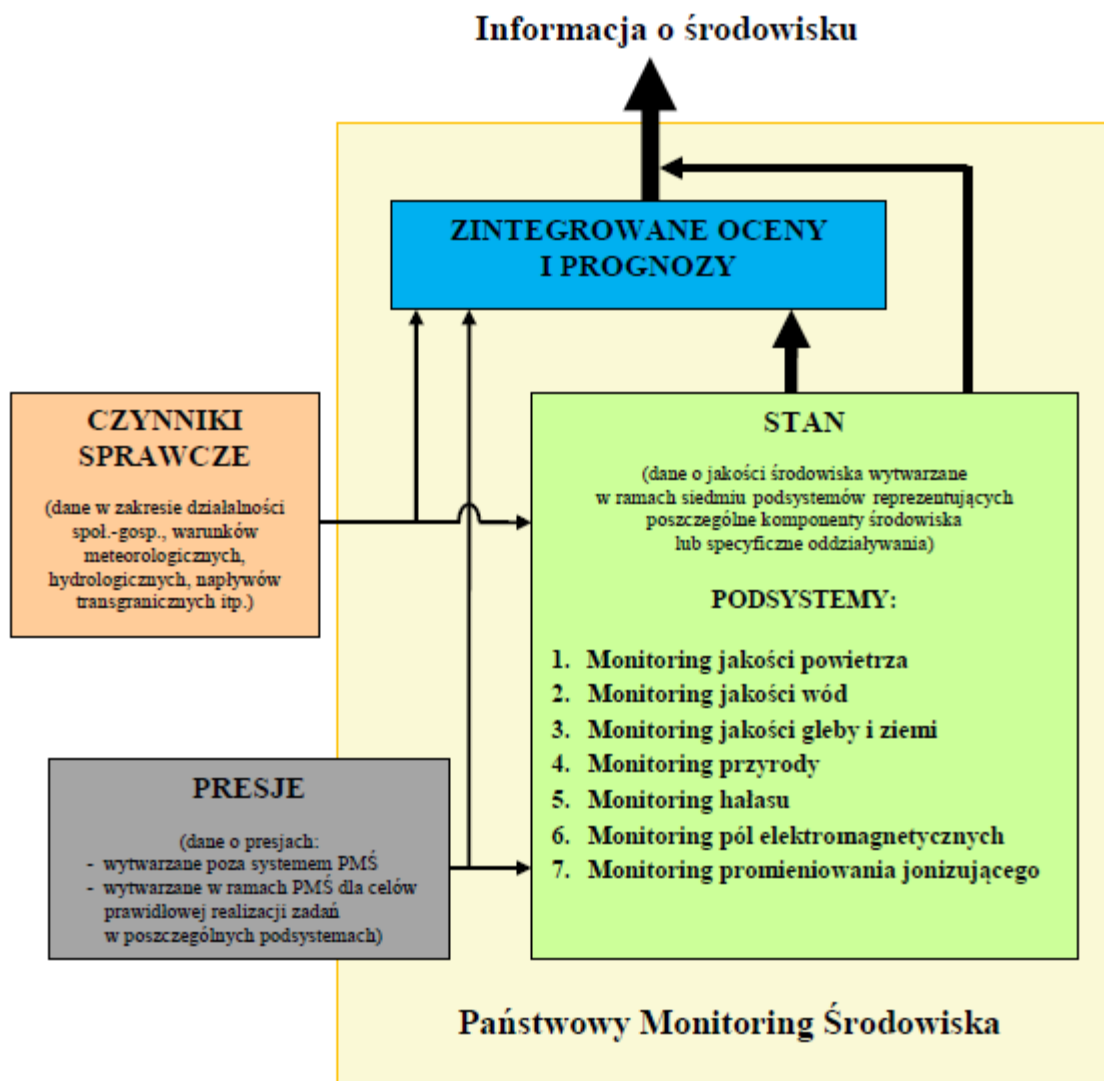 Informacja o środowisku
ZINTEGROWANE OCENY
I PROGNOZY
CZYNNIKI
SPRAWCZE
(dane w zakresie działalności
społ.-gosp., warunków
meteorologicznych,
hydrologicznych, napływów
transgranicznych itp.)
STAN
(dane o jakości środowiska wytwarzane
w ramach siedmiu podsystemów reprezentujących
poszczególne komponenty środowiska
lub specyficzne oddziaływania)
PODSYSTEMY:
1. Monitoring jakości powietrza
2. Monitoring jakości wód
3. Monitoring jakości gleby i ziemi
4. Monitoring przyrody
5. Monitoring hałasu
6. Monitoring pól elektromagnetycznych
7. Monitoring promieniowania jonizującego
PRESJE
(dane o presjach:
- wytwarzane poza systemem PMŚ
- wytwarzane w ramach PMŚ dla celów
prawidłowej realizacji zadań
w poszczególnych podsystemach)
Państwowy Monitoring Środowiska